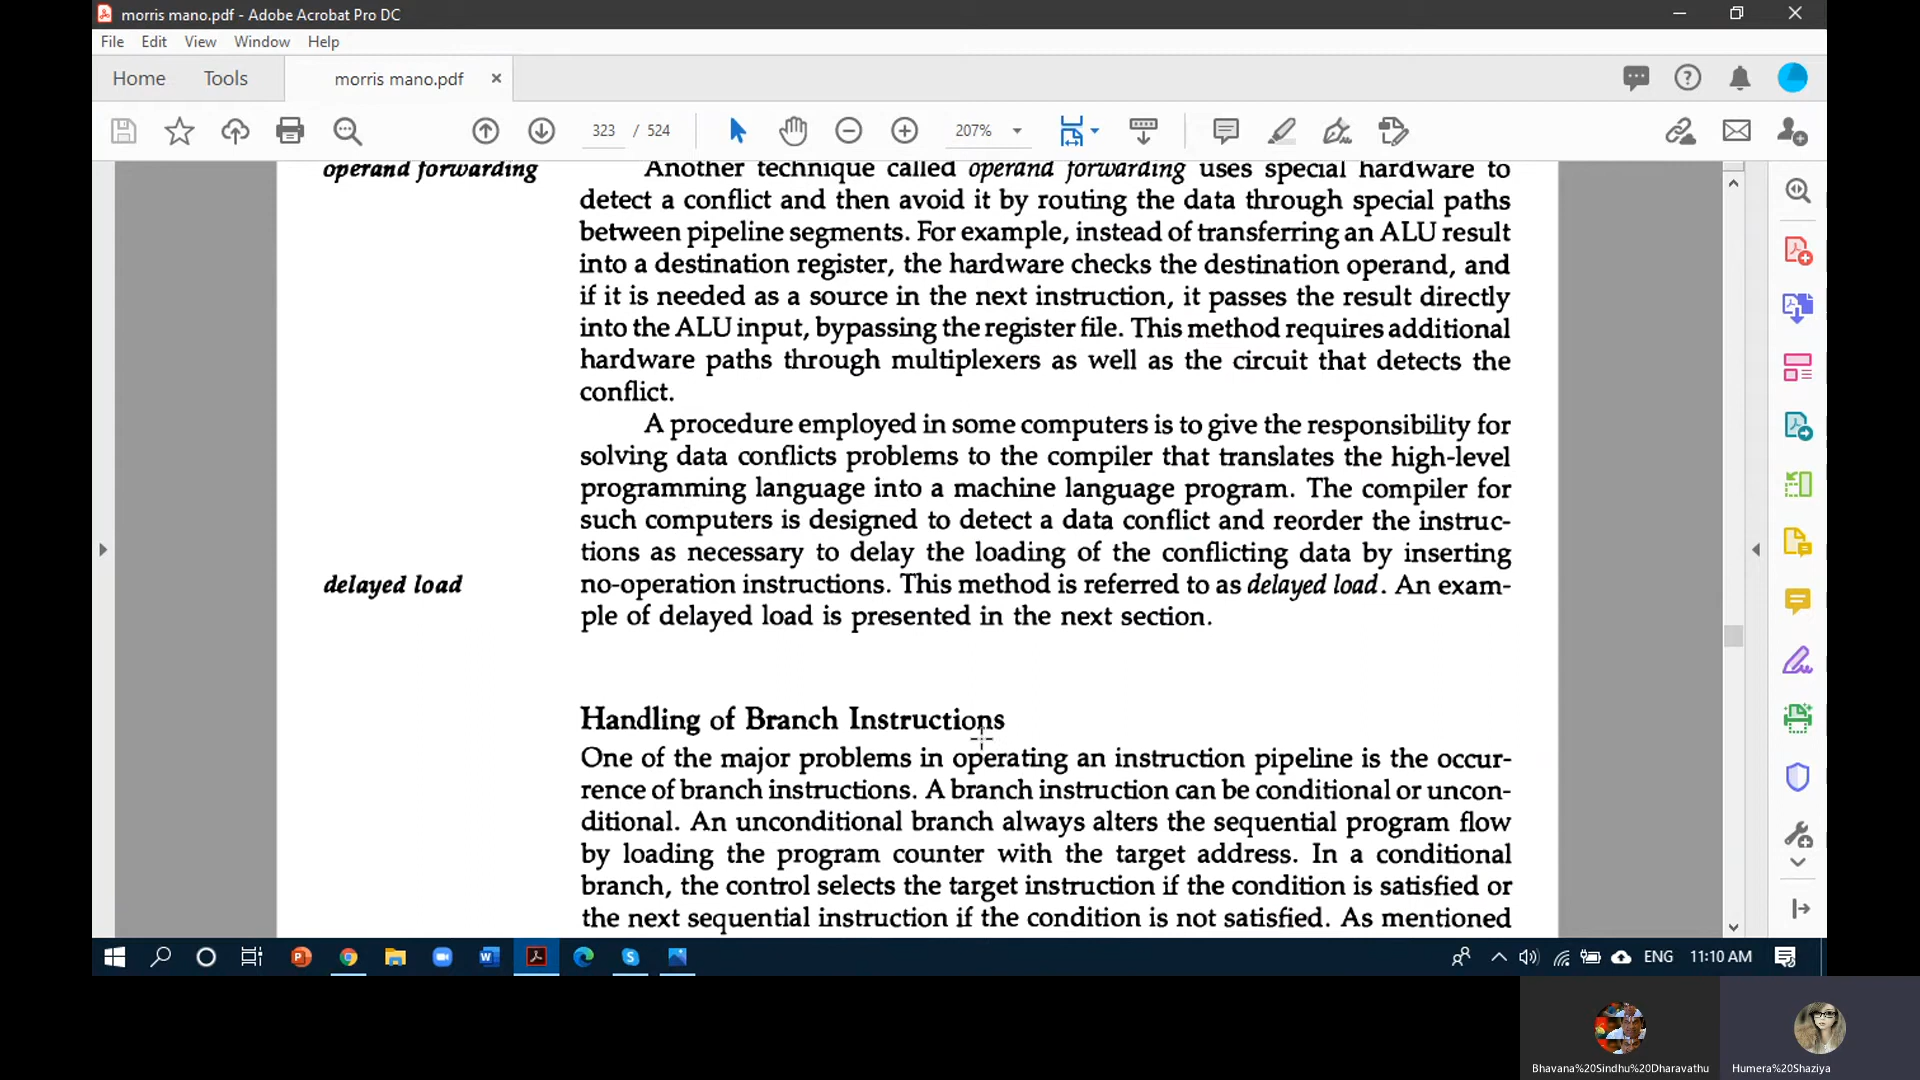 morris mano.pdf - Adobe Acrobat Pro DC
File Edit View Window Help
Home Tools morris mano.pdf
323 / 524 207%
operand forwarding
Another technique called operand forwarding uses special hardware to
detect a conflict and then avoid it by routing the data through special paths
between pipeline segments. For example, instead of transferring an ALU result
into a destination register, the hardware checks the destination operand, and
if it is needed as a source in the next instruction, it passes the result directly
into the ALU input, bypassing the register file. This method requires additional
hardware paths through multiplexers as well as the circuit that detects the
conflict.
A procedure employed in some computers is to give the responsibility for
solving data conflicts problems to the compiler that translates the high-level
programming language into a machine language program. The compiler for
such computers is designed to detect a data conflict and reorder the instruc-
tions as necessary to delay the loading of the conflicting data by inserting
delayed load
no-operation instructions. This method is referred to as delayed load. An exam-
ple of delayed load is presented in the next section.
Handling of Branch Instructions
One of the major problems in operating an instruction pipeline is the occur-
rence of branch instructions. A branch instruction can be conditional or uncon-
ditional. An unconditional branch always alters the sequential program flow
by loading the program counter with the target address. In a conditional
branch, the control selects the target instruction if the condition is satisfied or
the next sequential instruction if the condition is not satisfied. As mentioned
ENG 11:10 AM
Bhavana%20Sindhu%20Dharavathu Humera%20Shaziya